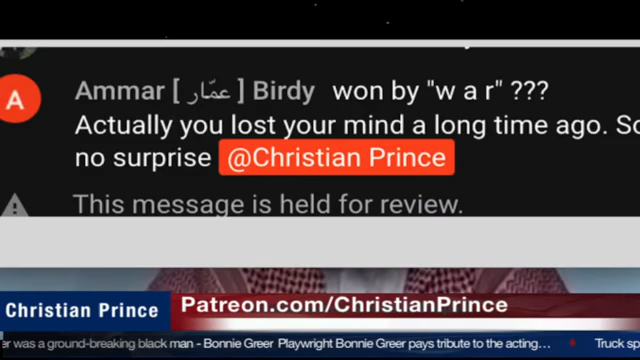 A
Ammar [ عمّار ] Birdy won by "w a r" ???
Actually you lost your mind a long time ago. So
no surprise @Christian Prince
This message is held for review.
Christian Prince
Patreon.com/ChristianPrince
er was a ground-breaking black man - Bonnie Greer Playwright Bonnie Greer pays tribute to the acting... Truck sp